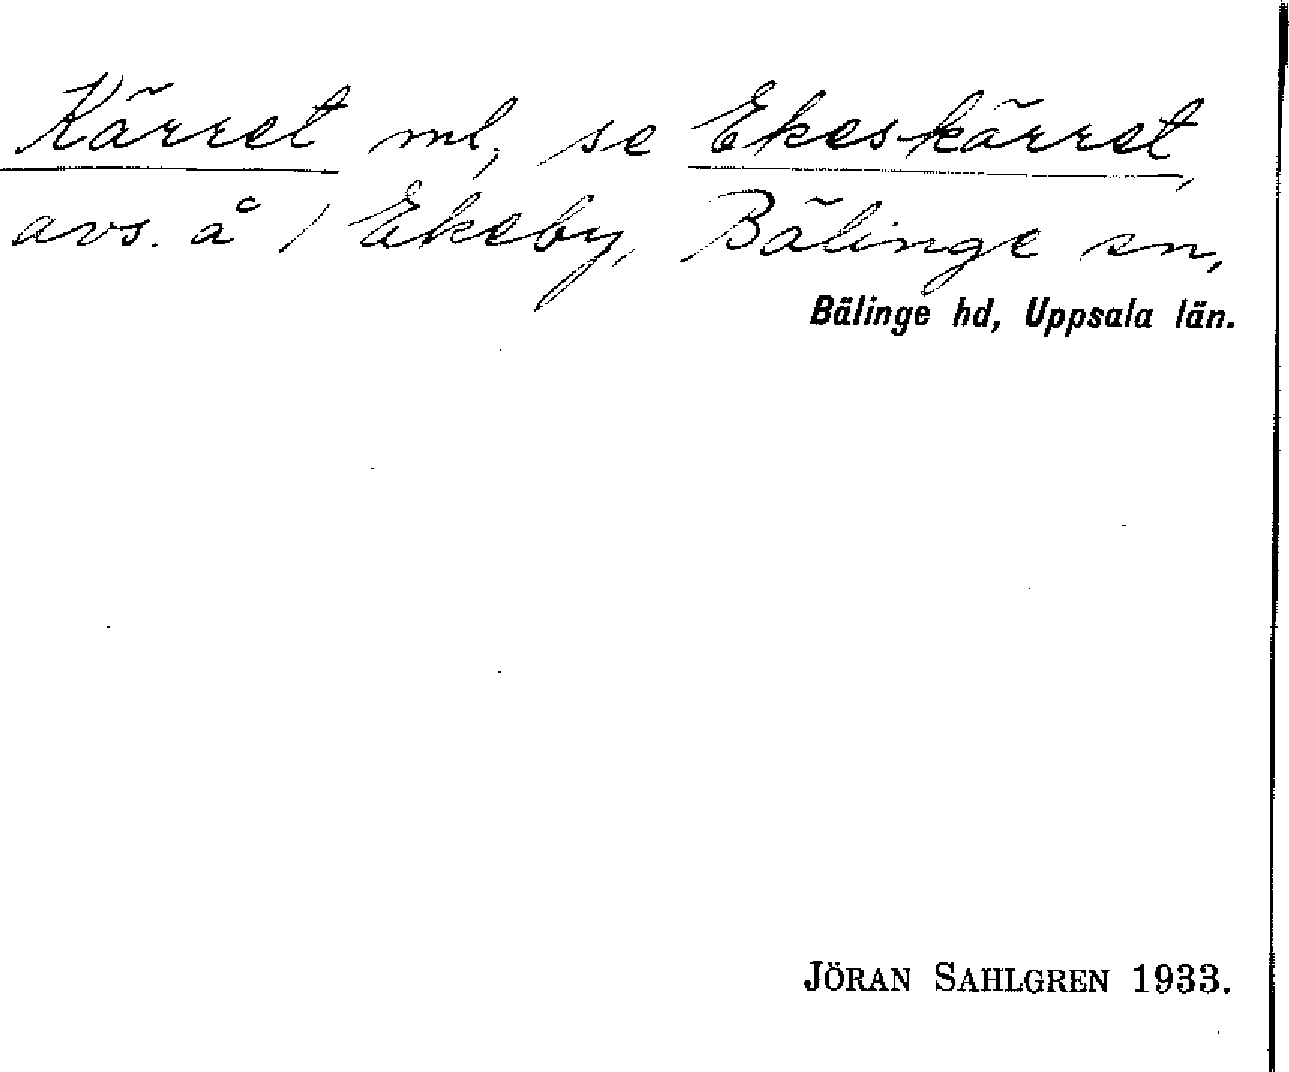 Kärret ml, se Ekeskärret,
avs. å / Ekeby, Bälinge sn,
Bälinge hd, Uppsala län.
JÖRAN SAHLGREN 1933.